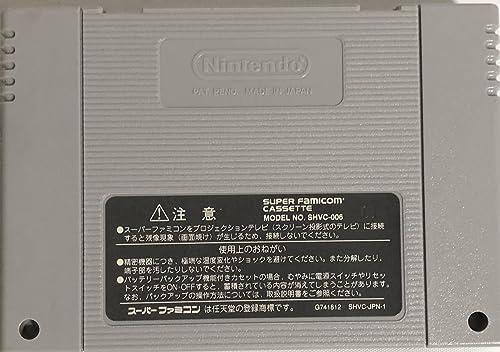 Nintendo
PAT. PEND. MADE IN JAPAN
⚠注意
SUPER Famicom
CASSETTE
MODEL NO. SHVC-006
●スーパーファミコンをプロジェクションテレビ（スクリーン投影式のテレビ）に接続
すると残像現象（画面焼け）が生じるため、接続しないでください。
使用上のおねがい
●精密機器につき、極端な温度変化やショックを避けてください。また分解したり、
端子部を汚したりしないでください。
●バッテリーバックアップ機能付きカセットの場合、むやみに電源スイッチやリセッ
トスイッチをON・OFFすると、蓄積されている内容が消えてしまうことがあります。
なお、バックアップの操作方法については、取扱説明書をご覧ください。
スーパーファミコン は任天堂の登録商標です。
G741812 SHVC-JPN-1